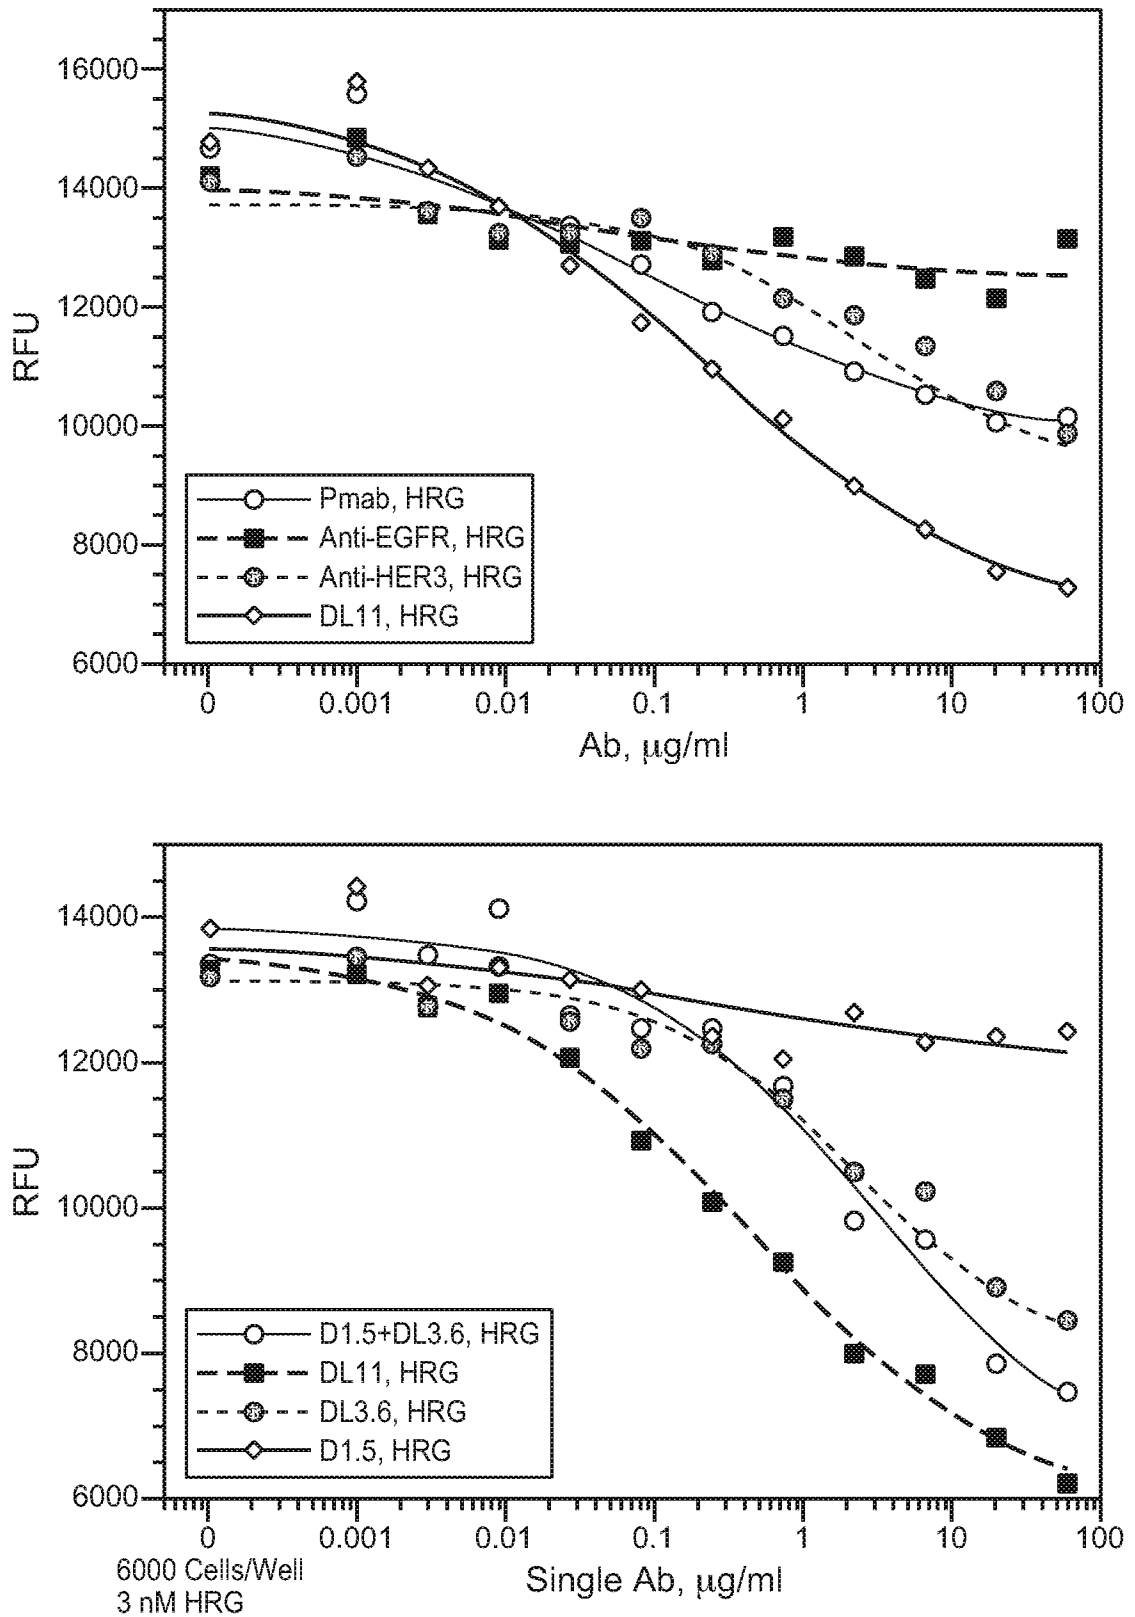 16000
14000
12000
10000
8000
6000
RFU
Pmab, HRG
Anti-EGFR, HRG
Anti-HER3, HRG
DL11, HRG
0 0.001 0.01 0.1 1 10 100
Ab, µg/ml
14000
12000
10000
8000
6000
RFU
D1.5+DL3.6, HRG
DL11, HRG
DL3.6, HRG
D1.5, HRG
0 0.001 0.01 0.1 1 10 100
6000 Cells/Well
3 nM HRG
Single Ab, µg/ml